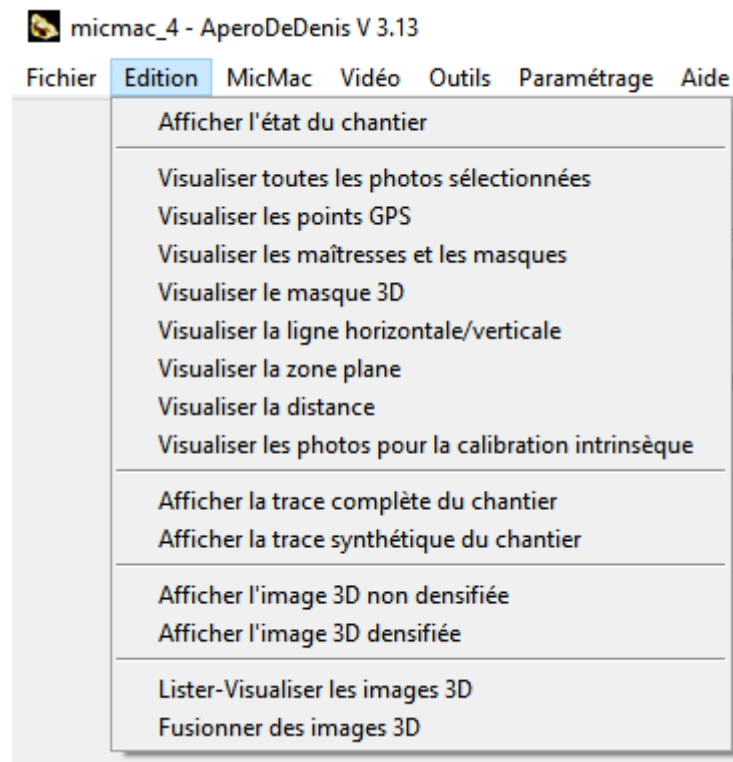 micmac_4 - AperoDeDenis V 3.13
Fichier Edition MicMac Vidéo Outils Paramétrage Aide
Afficher l'état du chantier
Visualiser toutes les photos sélectionnées
Visualiser les points GPS
Visualiser les maîtresses et les masques
Visualiser le masque 3D
Visualiser la ligne horizontale/verticale
Visualiser la zone plane
Visualiser la distance
Visualiser les photos pour la calibration intrinsèque
Afficher la trace complète du chantier
Afficher la trace synthétique du chantier
Afficher l'image 3D non densifiée
Afficher l'image 3D densifiée
Lister-Visualiser les images 3D
Fusionner des images 3D